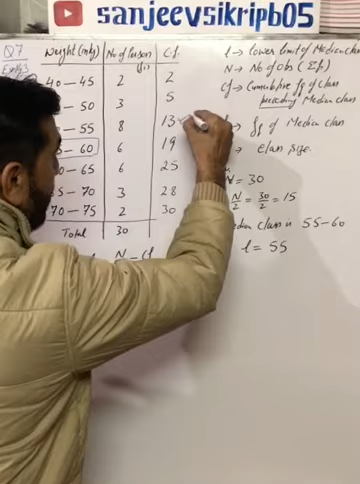 sanjeevsikripb05
Q7
Weight (in kg) No of Person (fi) C.f.
40 – 45 2 2
– 50 3 5
– 55 8 13
– 60 6 19
– 65 6 25
– 70 3 28
70 – 75 2 30
Total 30
N – Cf
l → Lower limit of Median class
N → No of obs (Σfi)
Cf → Cumulative fq of class
preceding Median class
→ fq of Median class
→ class size.
N = 30
N/2 = 30/2 = 15
Median class is 55–60
l = 55